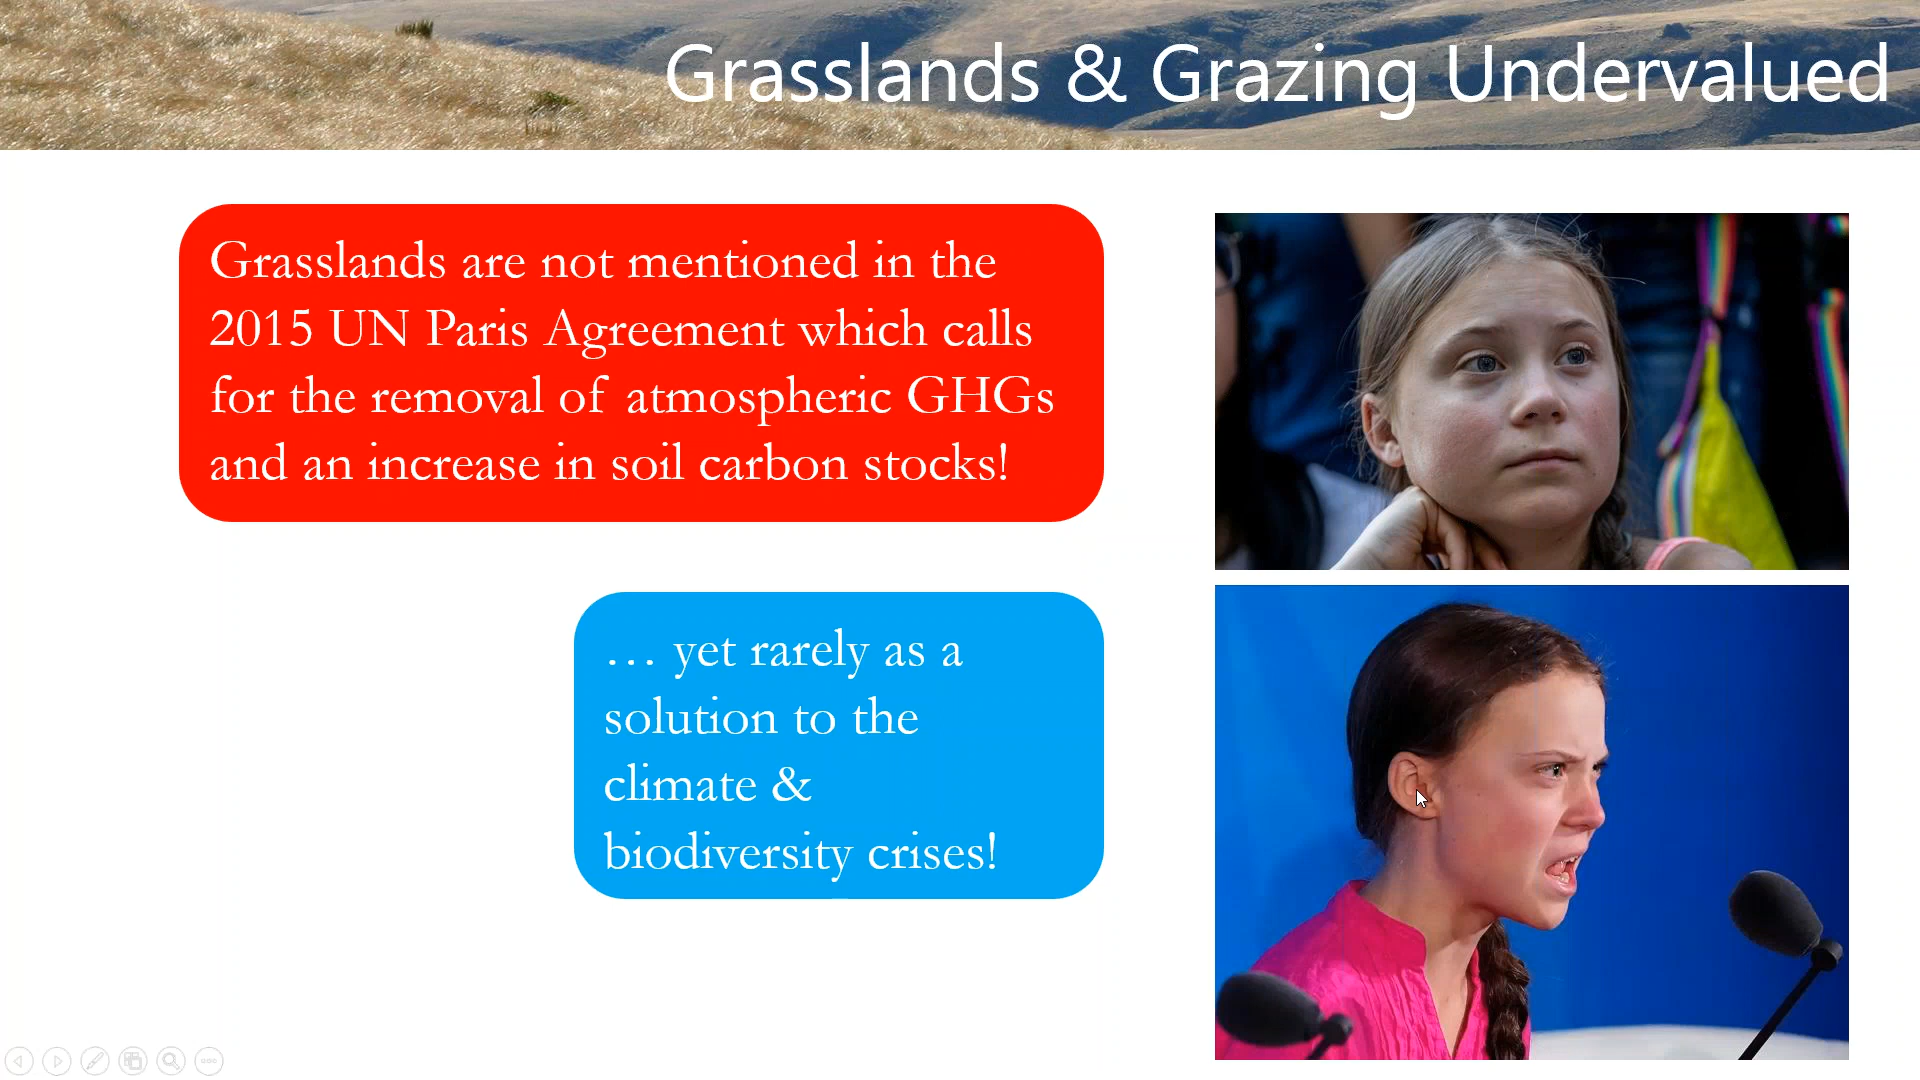 Grasslands & Grazing Undervalued
Grasslands are not mentioned in the
2015 UN Paris Agreement which calls
for the removal of atmospheric GHGs
and an increase in soil carbon stocks!
… yet rarely as a
solution to the
climate &
biodiversity crises!